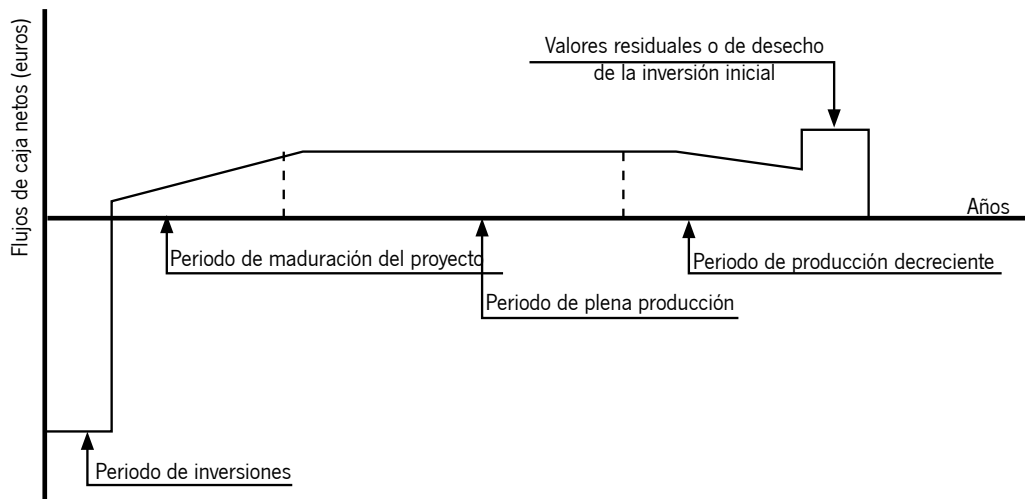 Flujos de caja netos (euros)
Valores residuales o de desecho
de la inversión inicial
Años
Periodo de maduración del proyecto
Periodo de producción decreciente
Periodo de plena producción
Periodo de inversiones